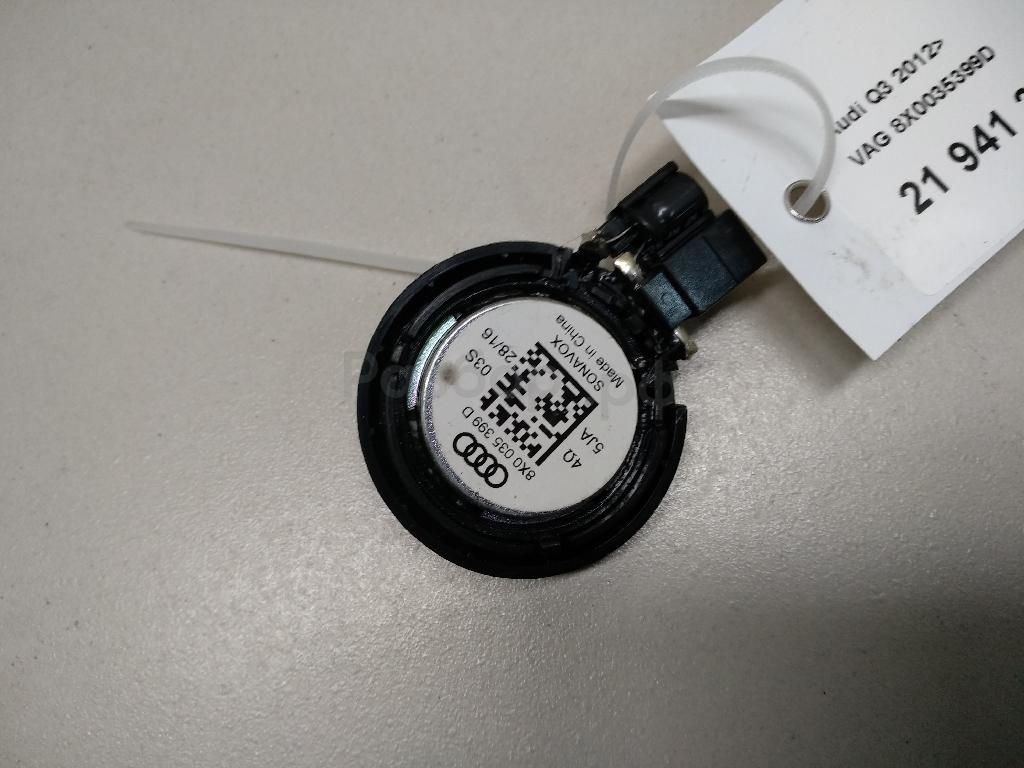 Audi Q3 2012>
VAG 8X0035399D
21 941
8X0 035 399 D
4Ω
5JA
03S
28/16
SONAVOX
Made in China